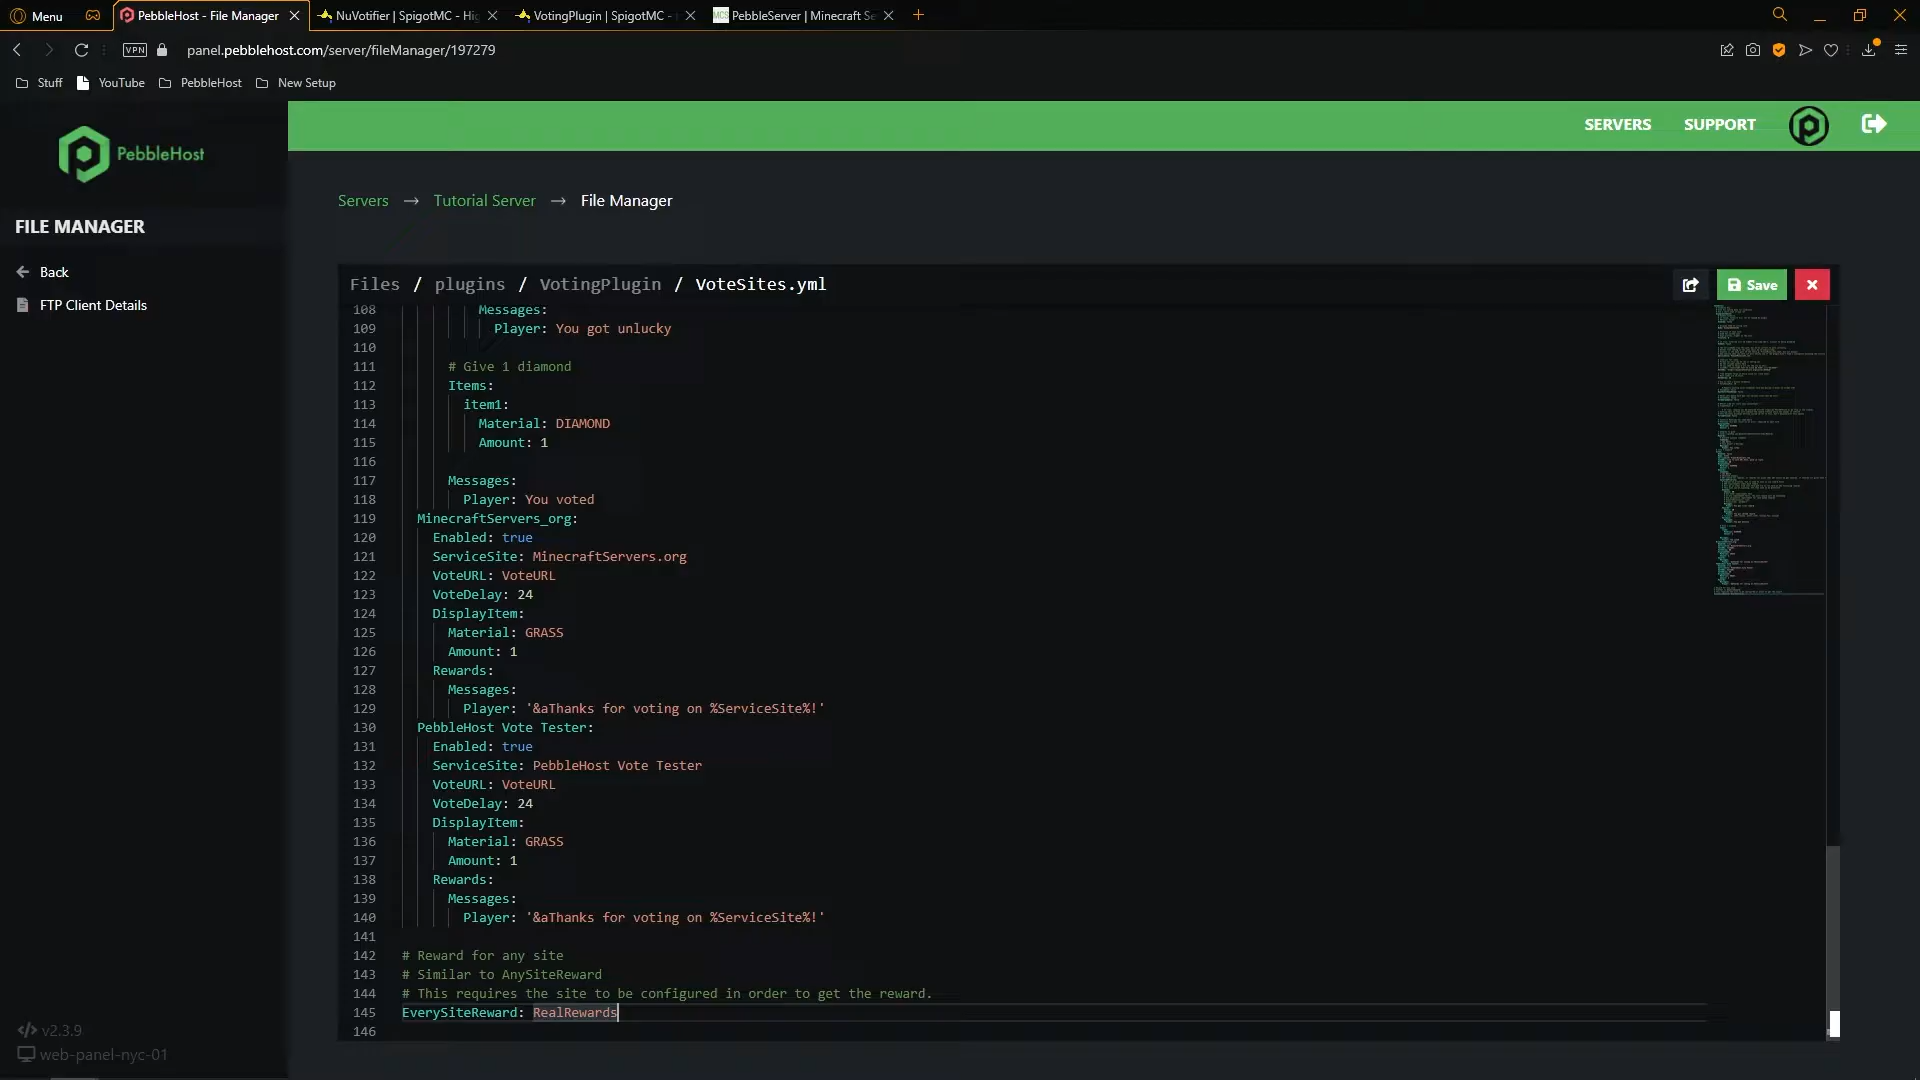 Menu
PebbleHost - File Manager
NuVotifier | SpigotMC - Hig
VotingPlugin | SpigotMC -
PebbleServer | Minecraft Se
VPN
panel.pebblehost.com/server/fileManager/197279
Stuff
YouTube
PebbleHost
New Setup
PebbleHost
SERVERS
SUPPORT
FILE MANAGER
Back
FTP Client Details
Servers → Tutorial Server → File Manager
Files / plugins / VotingPlugin / VoteSites.yml
Save
108 Messages:
109 Player: You got unlucky
110
111 # Give 1 diamond
112 Items:
113 item1:
114 Material: DIAMOND
115 Amount: 1
116
117 Messages:
118 Player: You voted
119 MinecraftServers_org:
120 Enabled: true
121 ServiceSite: MinecraftServers.org
122 VoteURL: VoteURL
123 VoteDelay: 24
124 DisplayItem:
125 Material: GRASS
126 Amount: 1
127 Rewards:
128 Messages:
129 Player: '&aThanks for voting on %ServiceSite%!'
130 PebbleHost Vote Tester:
131 Enabled: true
132 ServiceSite: PebbleHost Vote Tester
133 VoteURL: VoteURL
134 VoteDelay: 24
135 DisplayItem:
136 Material: GRASS
137 Amount: 1
138 Rewards:
139 Messages:
140 Player: '&aThanks for voting on %ServiceSite%!'
141
142 # Reward for any site
143 # Similar to AnySiteReward
144 # This requires the site to be configured in order to get the reward.
145 EverySiteReward: RealRewards
146
v2.3.9
web-panel-nyc-01